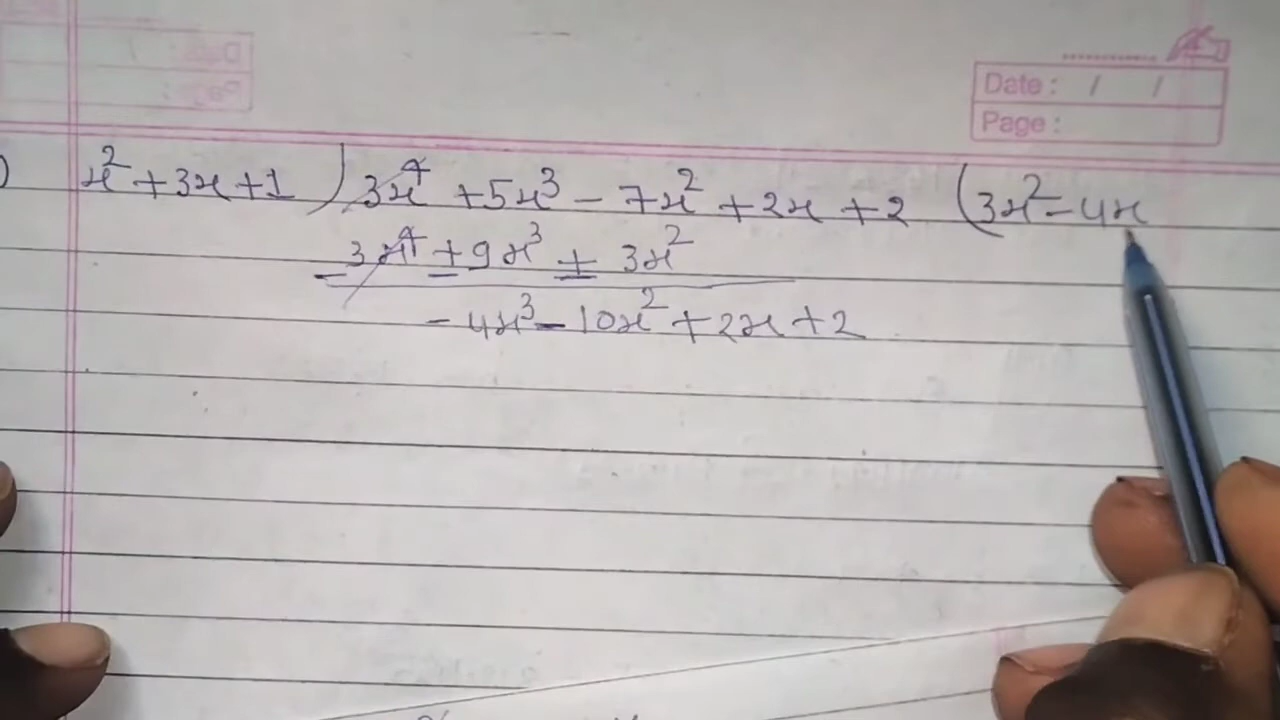 Date : / /
Page :
) x² + 3x + 1 ) 3x⁴ + 5x³ - 7x² + 2x + 2 ( 3x² - 4x
3x⁴ + 9x³ + 3x²
- - -
- 4x³ - 10x² + 2x + 2